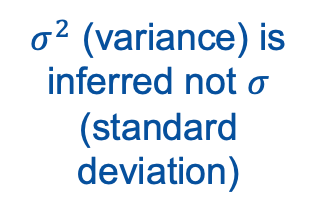 σ² (variance) is
inferred not σ
(standard
deviation)